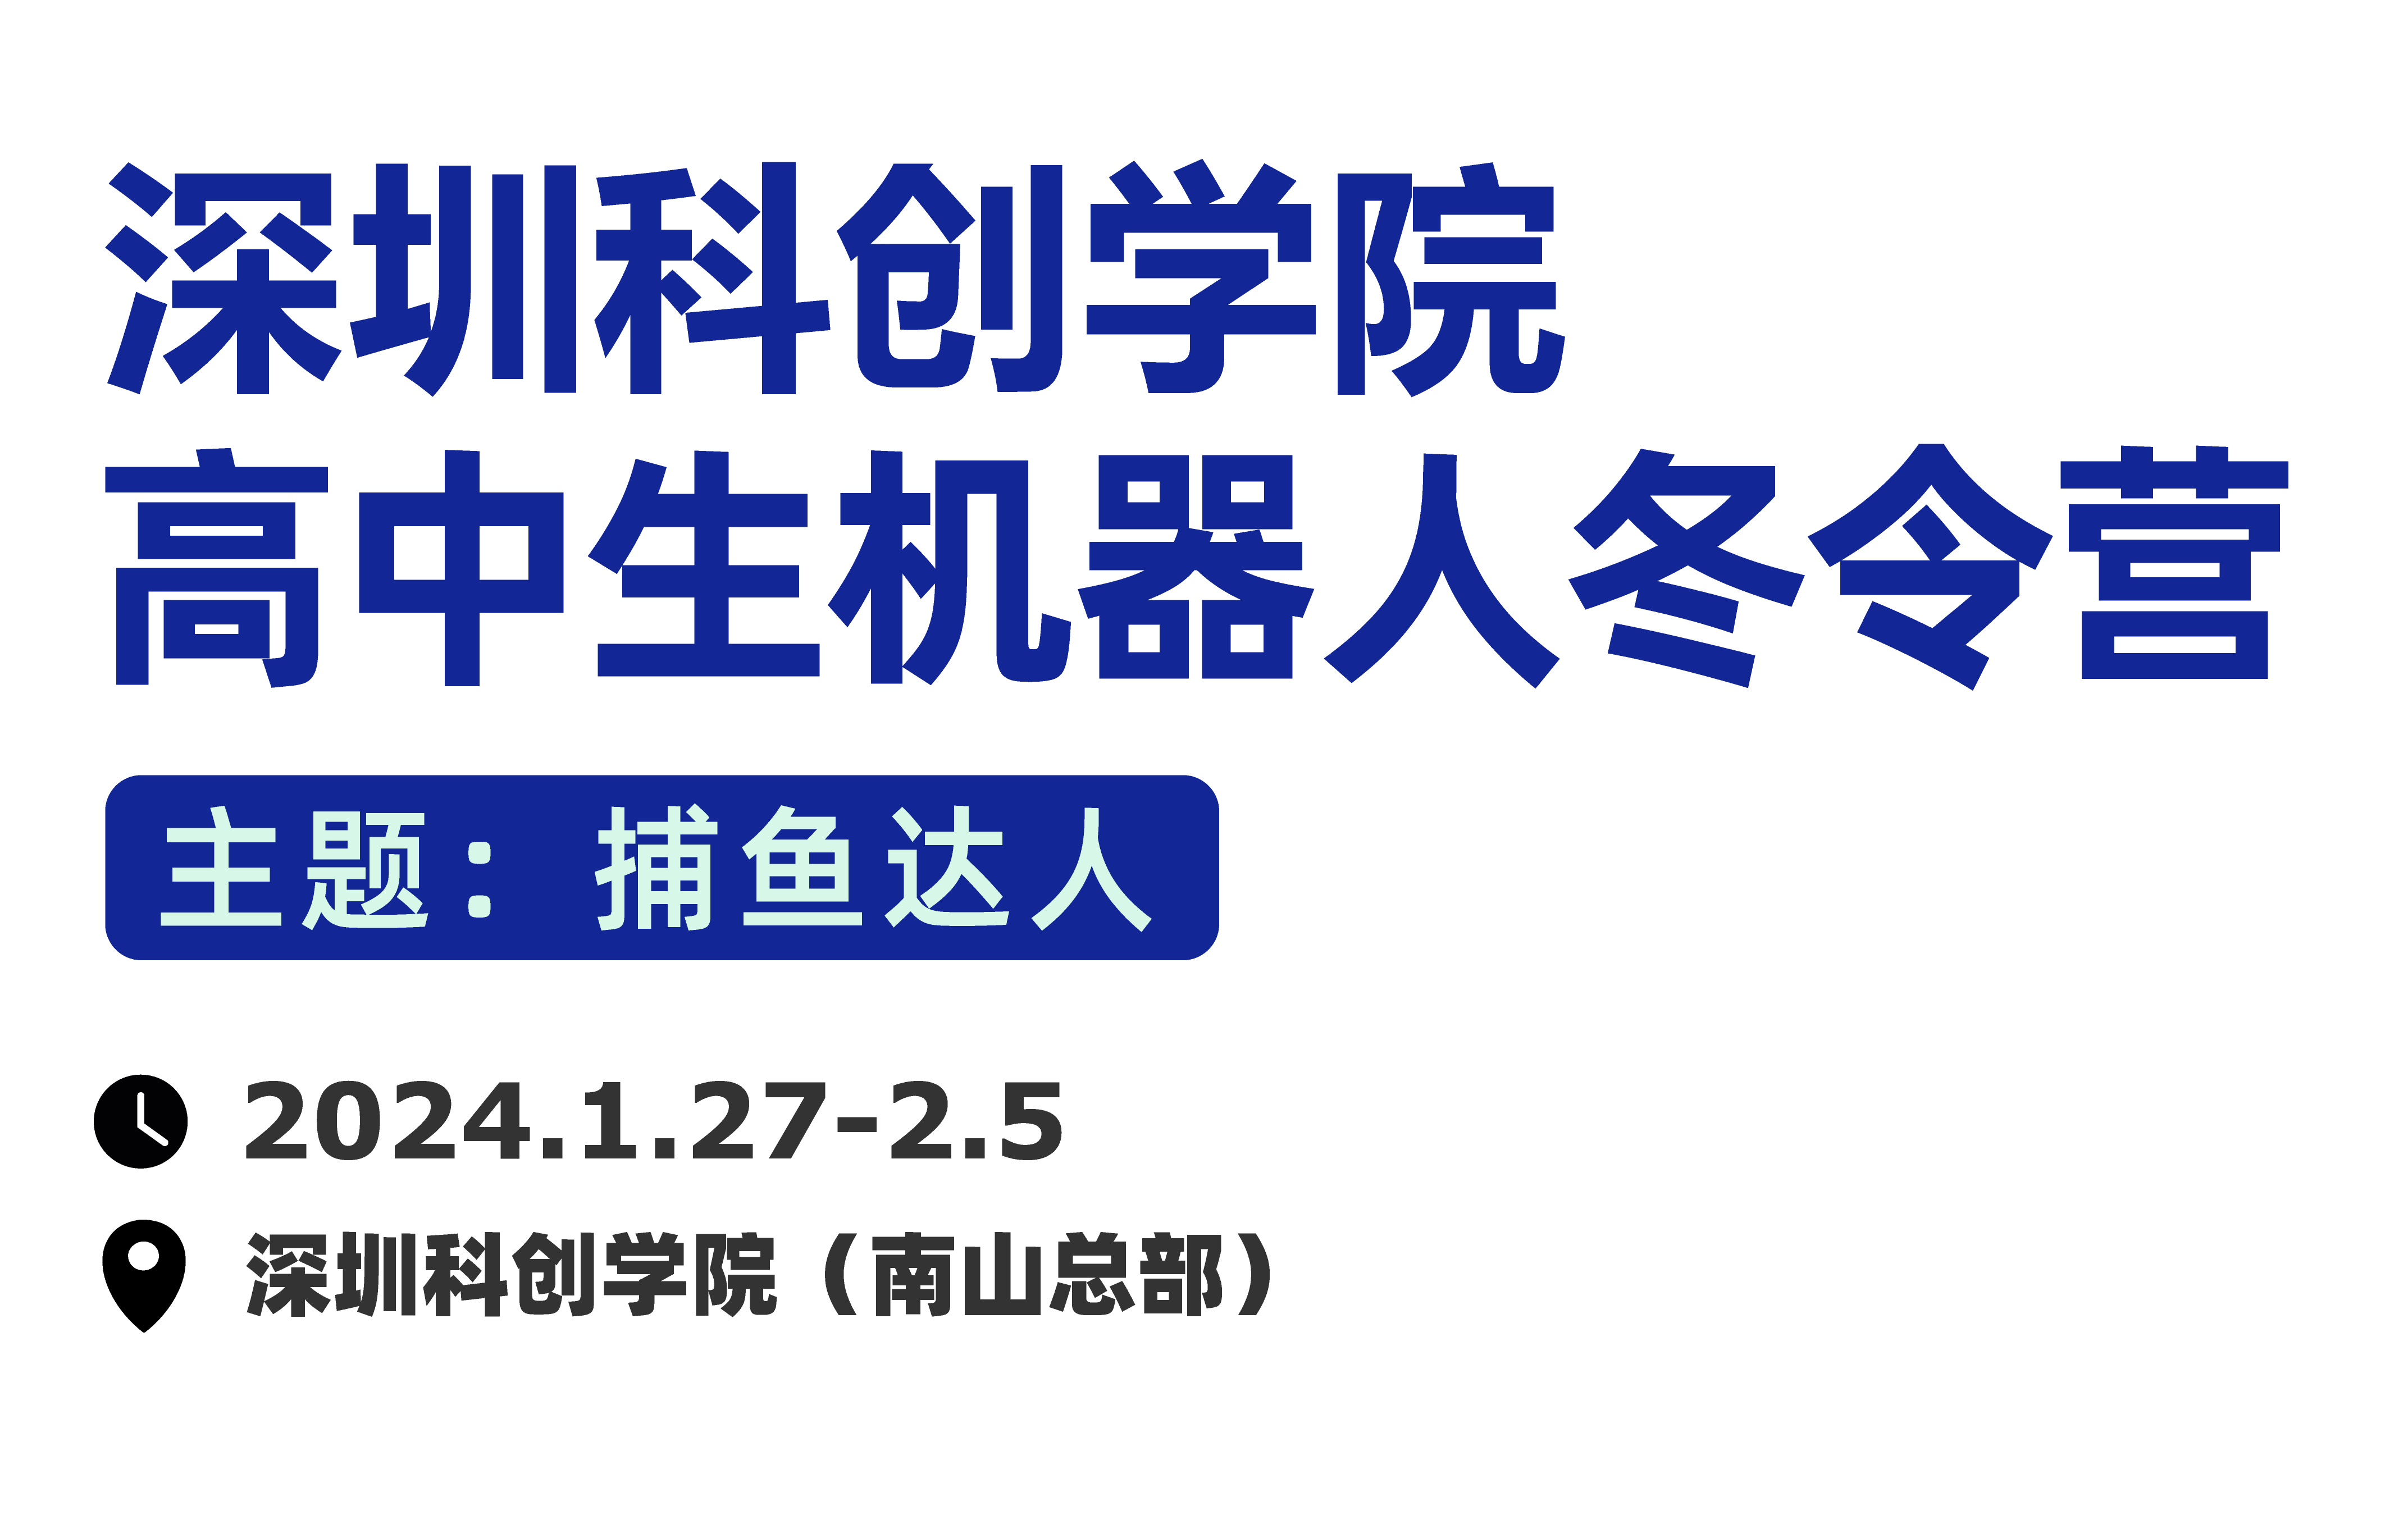 深圳科创学院
高中生机器人冬令营
主题：捕鱼达人
2024.1.27-2.5
深圳科创学院（南山总部）